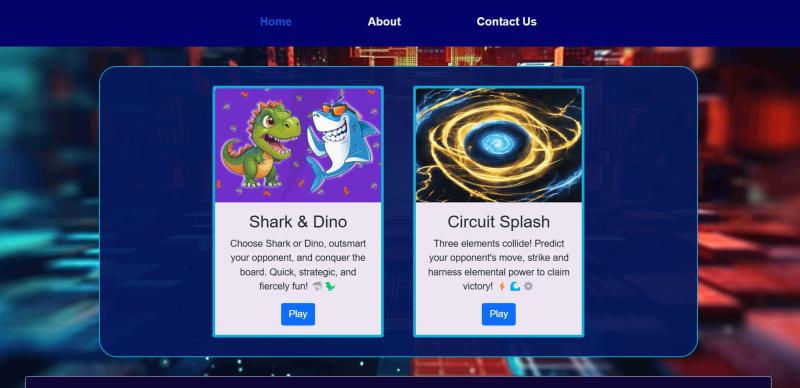 Home About Contact Us
Shark & Dino
Choose Shark or Dino, outsmart
your opponent, and conquer the
board. Quick, strategic, and
fiercely fun! 🦈 🦖
Play
Circuit Splash
Three elements collide! Predict
your opponent's move, strike and
harness elemental power to claim
victory! ⚡ 🌊 ⚙️
Play